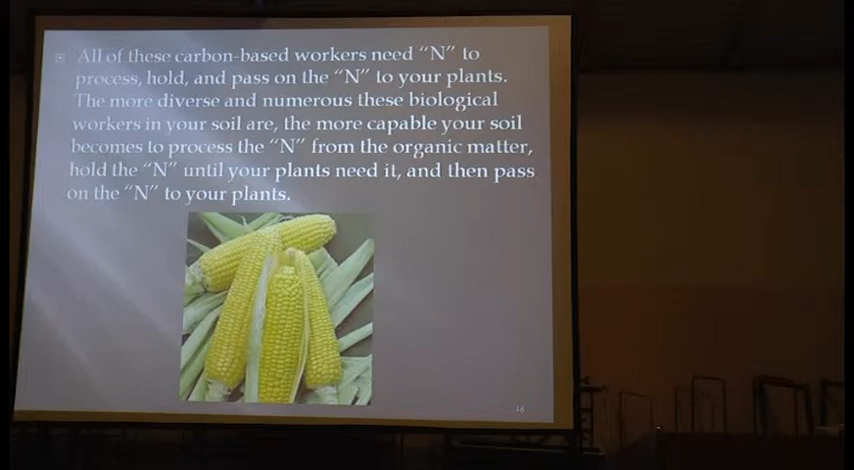 All of these carbon-based workers need “N” to
process, hold, and pass on the “N” to your plants.
The more diverse and numerous these biological
workers in your soil are, the more capable your soil
becomes to process the “N” from the organic matter,
hold the “N” until your plants need it, and then pass
on the “N” to your plants.
16